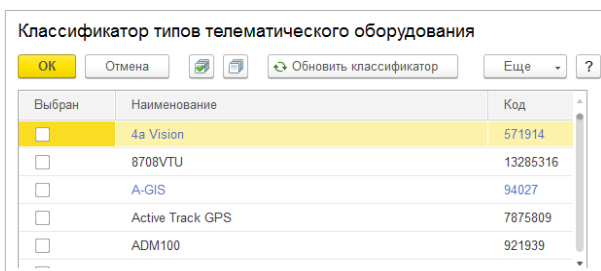 Классификатор типов телематического оборудования
ОК Отмена Обновить классификатор Еще ?
Выбран Наименование Код
4a Vision 571914
8708VTU 13285316
A-GIS 94027
Active Track GPS 7875809
ADM100 921939